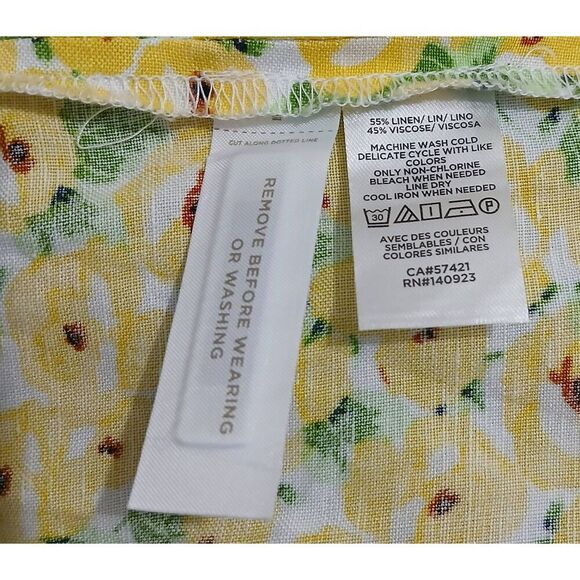 CUT ALONG DOTTED LINE
REMOVE BEFORE WEARING
OR WASHING
55% LINEN/ LIN/ LINO
45% VISCOSE/ VISCOSA
MACHINE WASH COLD
DELICATE CYCLE WITH LIKE
COLORS
ONLY NON-CHLORINE
BLEACH WHEN NEEDED
LINE DRY
COOL IRON WHEN NEEDED
30 P
AVEC DES COULEURS
SEMBLABLES / CON
COLORES SIMILARES
CA#57421
RN#140923